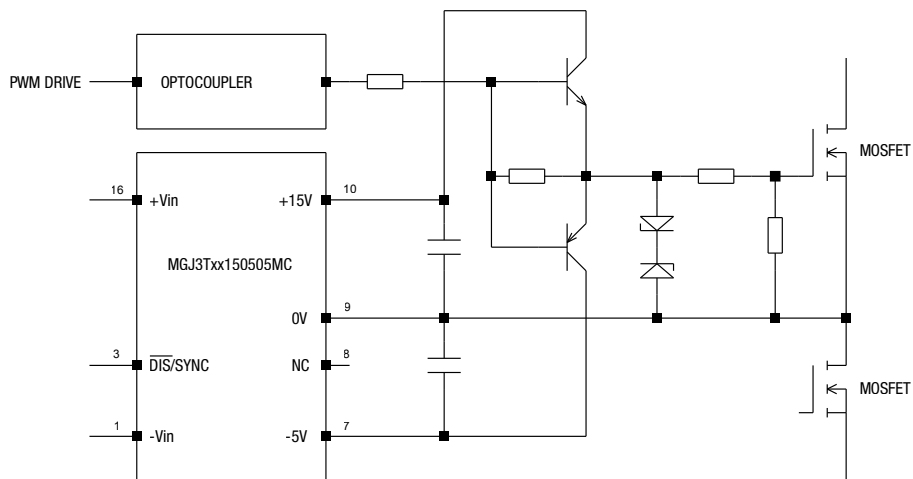 PWM DRIVE
OPTOCOUPLER
MOSFET
16
+Vin
+15V
10
MGJ3Txx150505MC
0V
9
3
DIS/SYNC
NC
8
MOSFET
1
-Vin
-5V
7